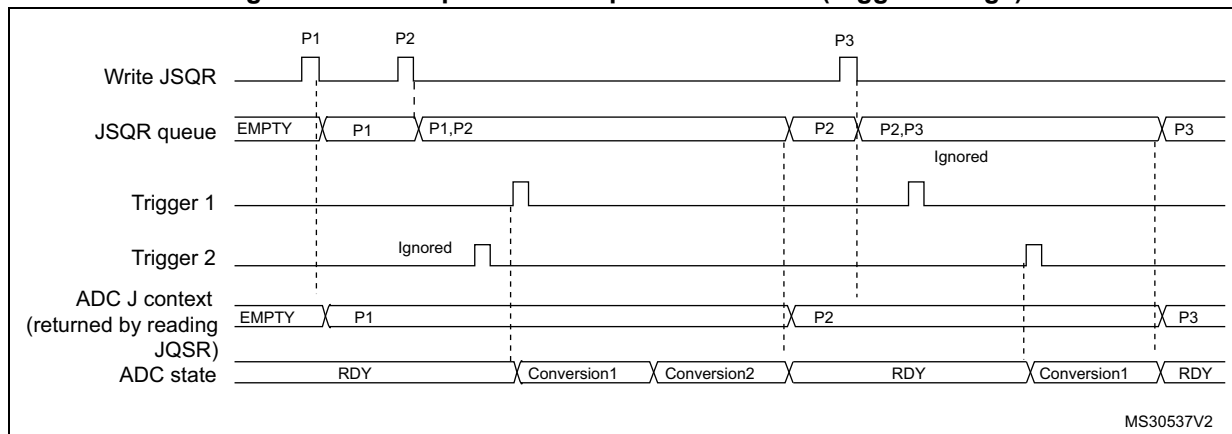 P1 P2 P3
Write JSQR
JSQR queue EMPTY P1 P1,P2 P2 P2,P3 P3
Ignored
Trigger 1
Ignored
Trigger 2
ADC J context
(returned by reading EMPTY P1 P2 P3
JQSR)
ADC state RDY Conversion1 Conversion2 RDY Conversion1 RDY
MS30537V2